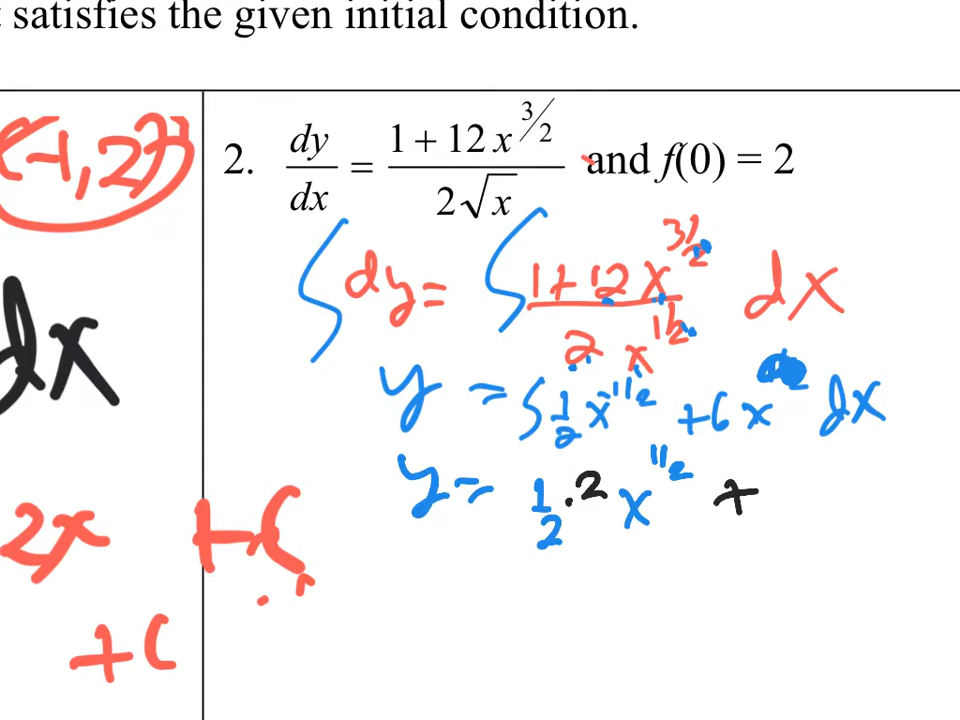 satisfies the given initial condition.
(-1, 2)
2. dy/dx = (1 + 12x^(3/2)) / (2√x) and f(0) = 2
∫ dy = ∫ (1 + 12x^(3/2)) / (2x^(1/2)) dx
dx
y = ∫ 1/2 x^(-1/2) + 6x dx
y = 1/2 · 2 x^(1/2) +
2x + C
+ C